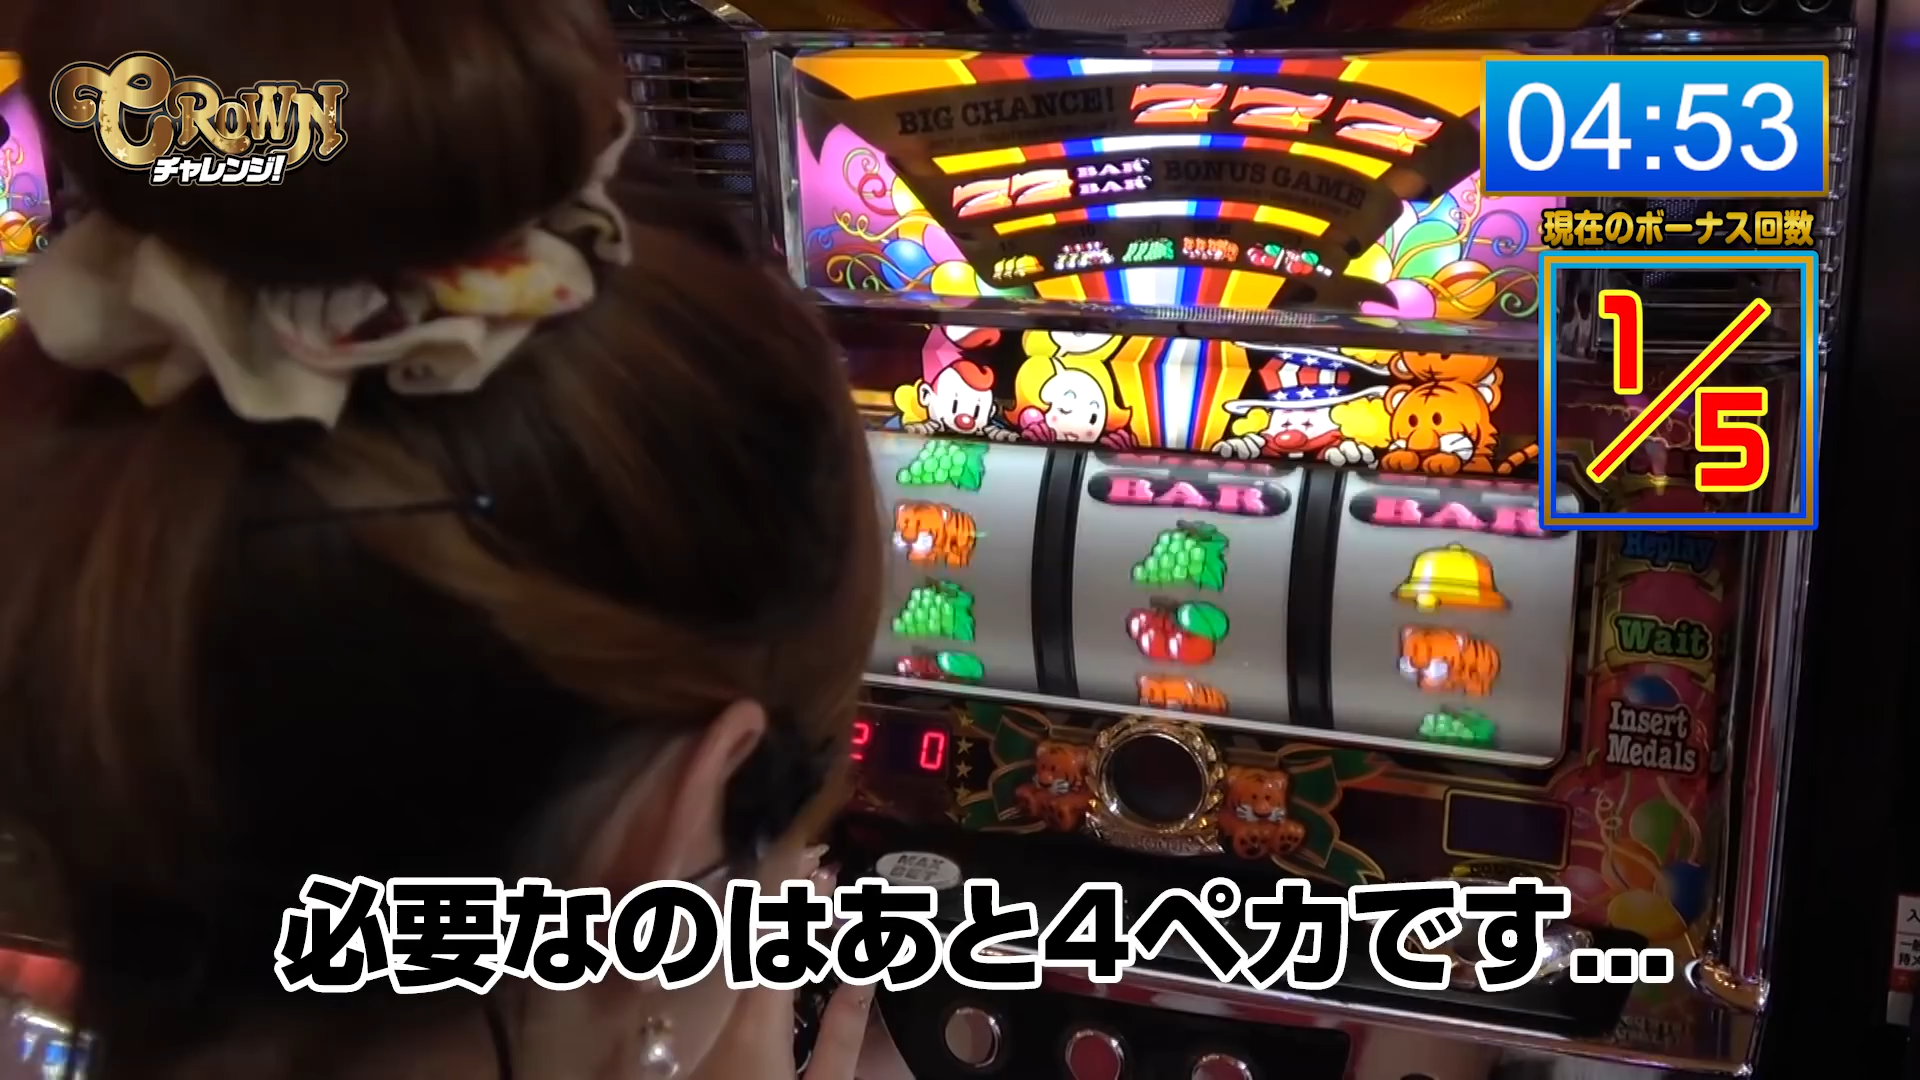 CROWN
チャレンジ!
04:53
現在のボーナス回数
1/5
BIG CHANCE!
777
77 BAR BAR
BONUS GAME
BAR
BAR
Replay
Wait
Insert
Medals
2 0
MAX
BET
必要なのはあと4ペカです...